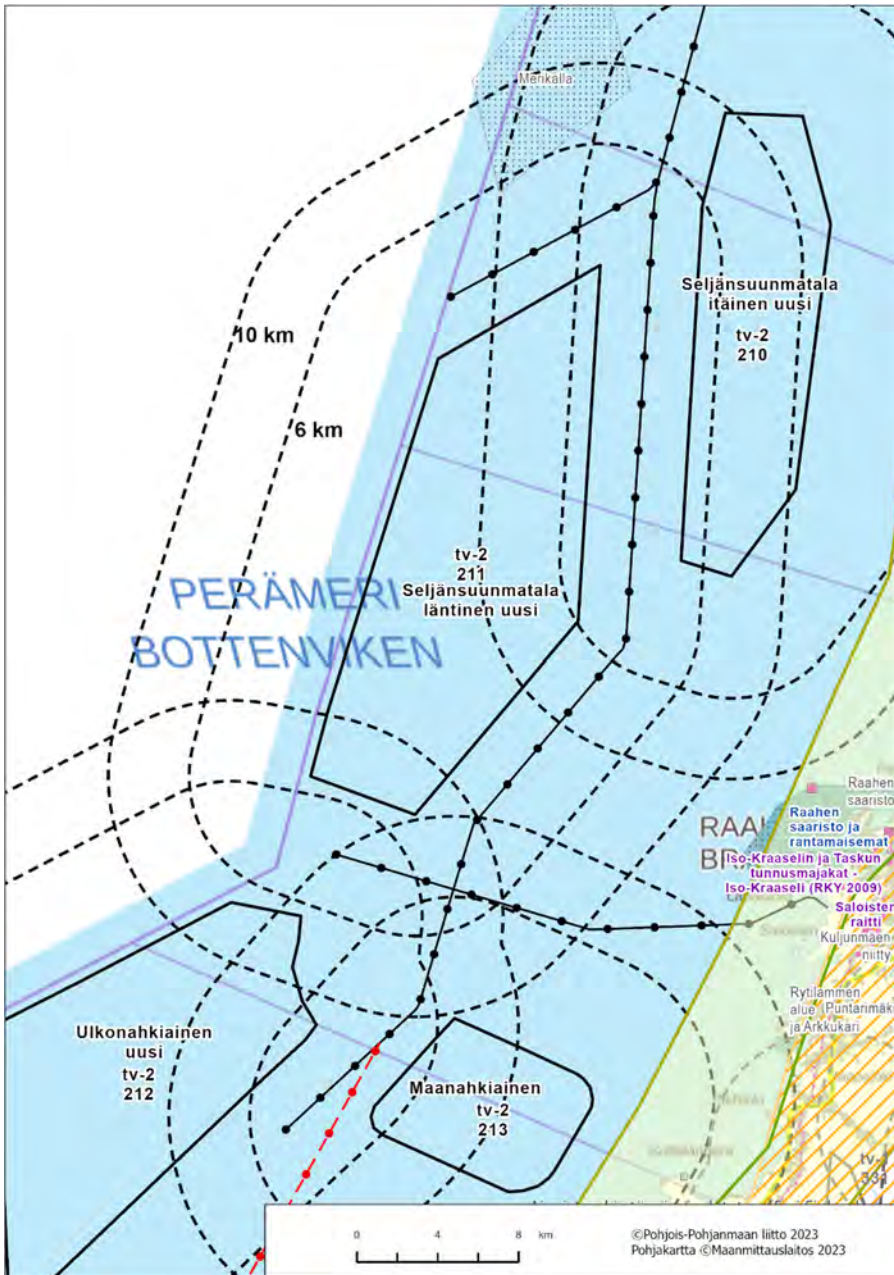 Merikalla
Seljänsuunmatala
itäinen uusi
tv-2
210
10 km
6 km
tv-2
211
Seljänsuunmatala
läntinen uusi
PERÄMERI
BOTTENVIKEN
Raahen
saaristo
RAAH
Raahen
saaristo ja
rantamaisemat
Iso-Kraaselin ja Taskun
tunnusmajakat -
Iso-Kraaseli (RKY 2009)
Saloisten
raitti
Kuljunmäen
niitty
Rytilammen
alue (Puntarimäki
ja Arkkukari
Ulkonahkiainen
uusi
tv-2
212
Maanahkiainen
tv-2
213
0 4 8 km
©Pohjois-Pohjanmaan liitto 2023
Pohjakartta ©Maanmittauslaitos 2023